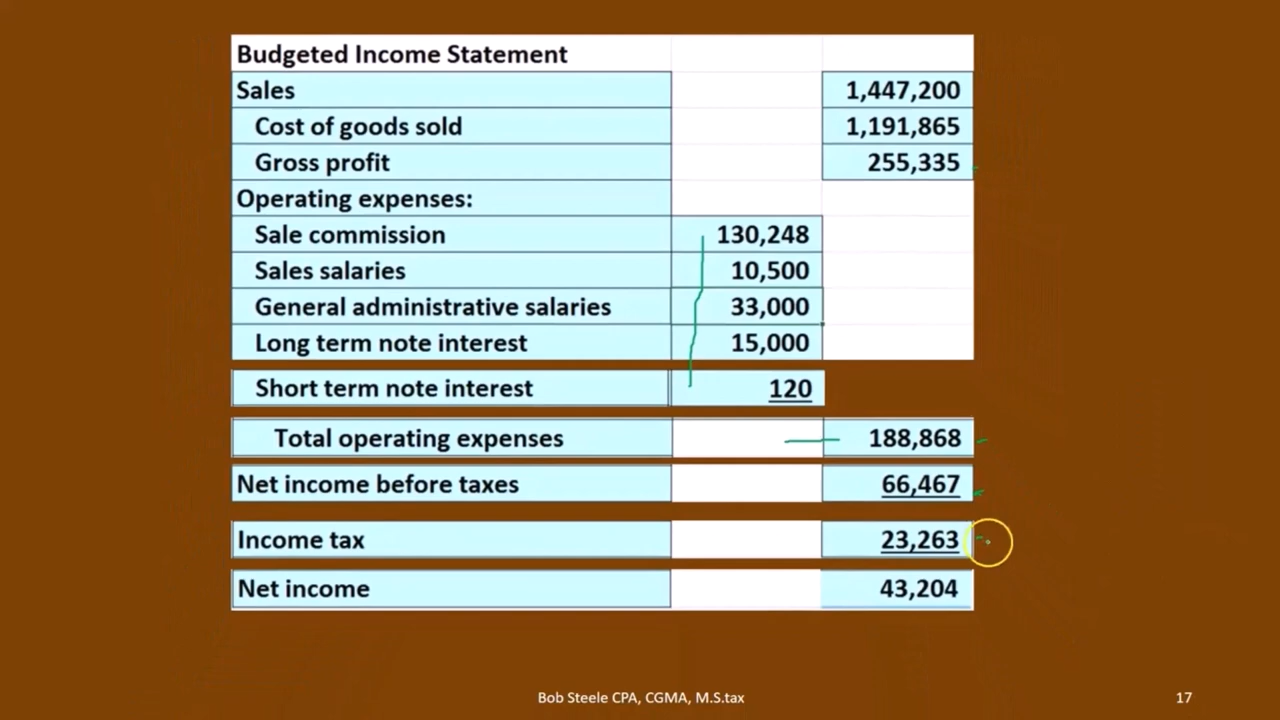 Budgeted Income Statement
Sales 1,447,200
Cost of goods sold 1,191,865
Gross profit 255,335
Operating expenses:
Sale commission 130,248
Sales salaries 10,500
General administrative salaries 33,000
Long term note interest 15,000
Short term note interest 120
Total operating expenses 188,868
Net income before taxes 66,467
Income tax 23,263
Net income 43,204
Bob Steele CPA, CGMA, M.S.tax 17